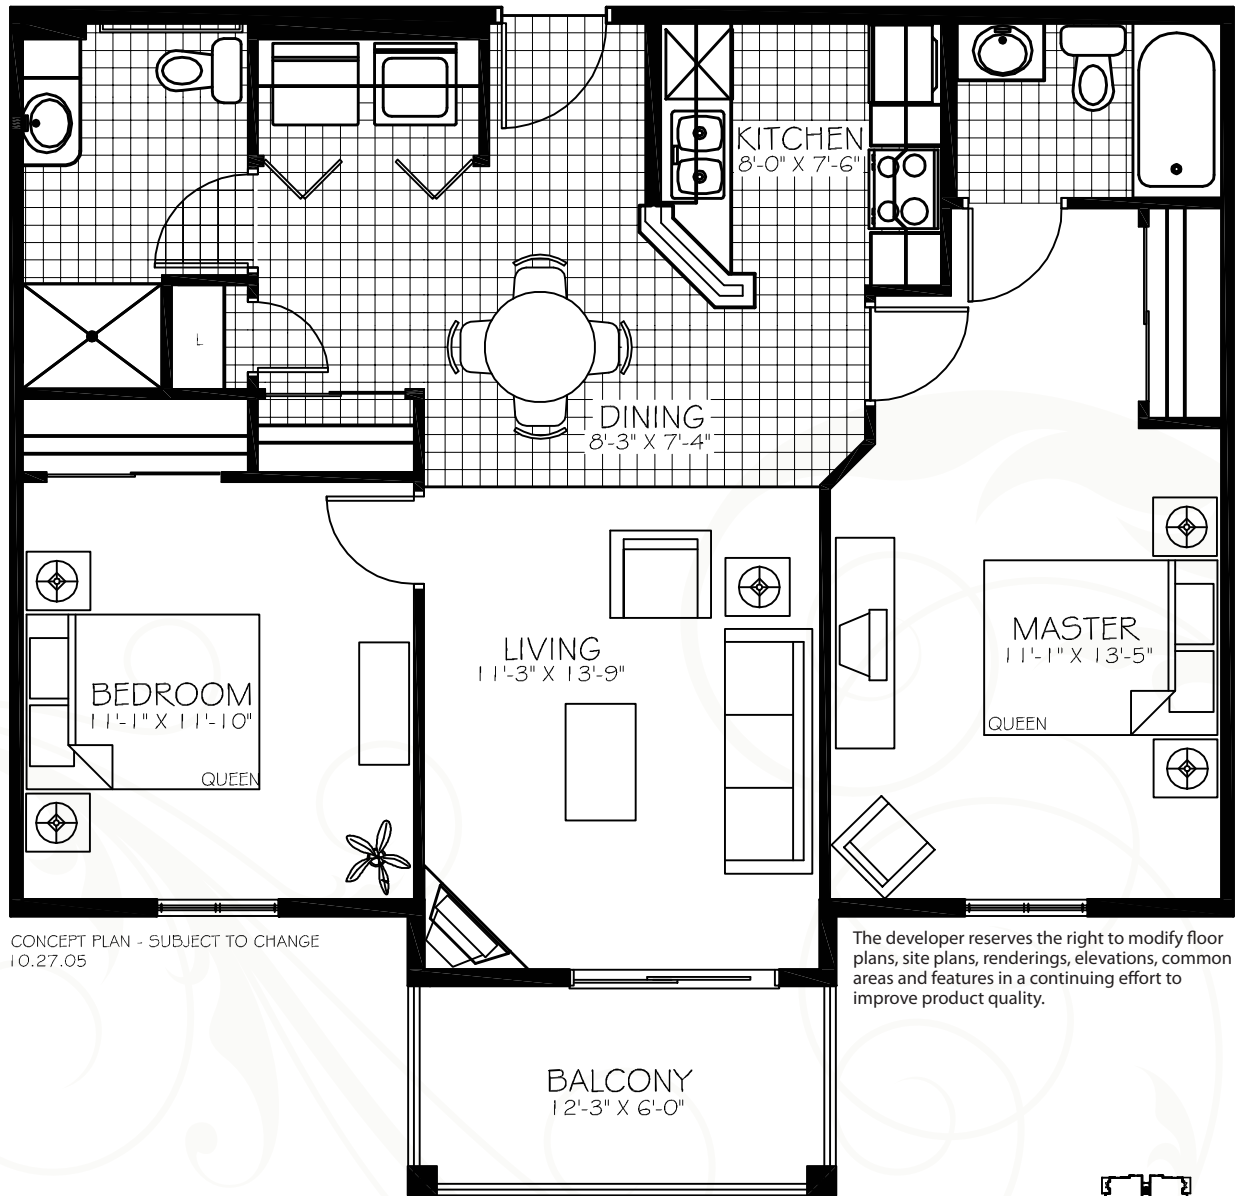 KITCHEN
8'-0" X 7'-6"
L
DINING
8'-3" X 7'-4"
LIVING
11'-3" X 13'-9"
MASTER
11'-1" X 13'-5"
QUEEN
BEDROOM
11'-1" X 11'-10"
QUEEN
CONCEPT PLAN - SUBJECT TO CHANGE
10.27.05
The developer reserves the right to modify floor
plans, site plans, renderings, elevations, common
areas and features in a continuing effort to
improve product quality.
BALCONY
12'-3" X 6'-0"